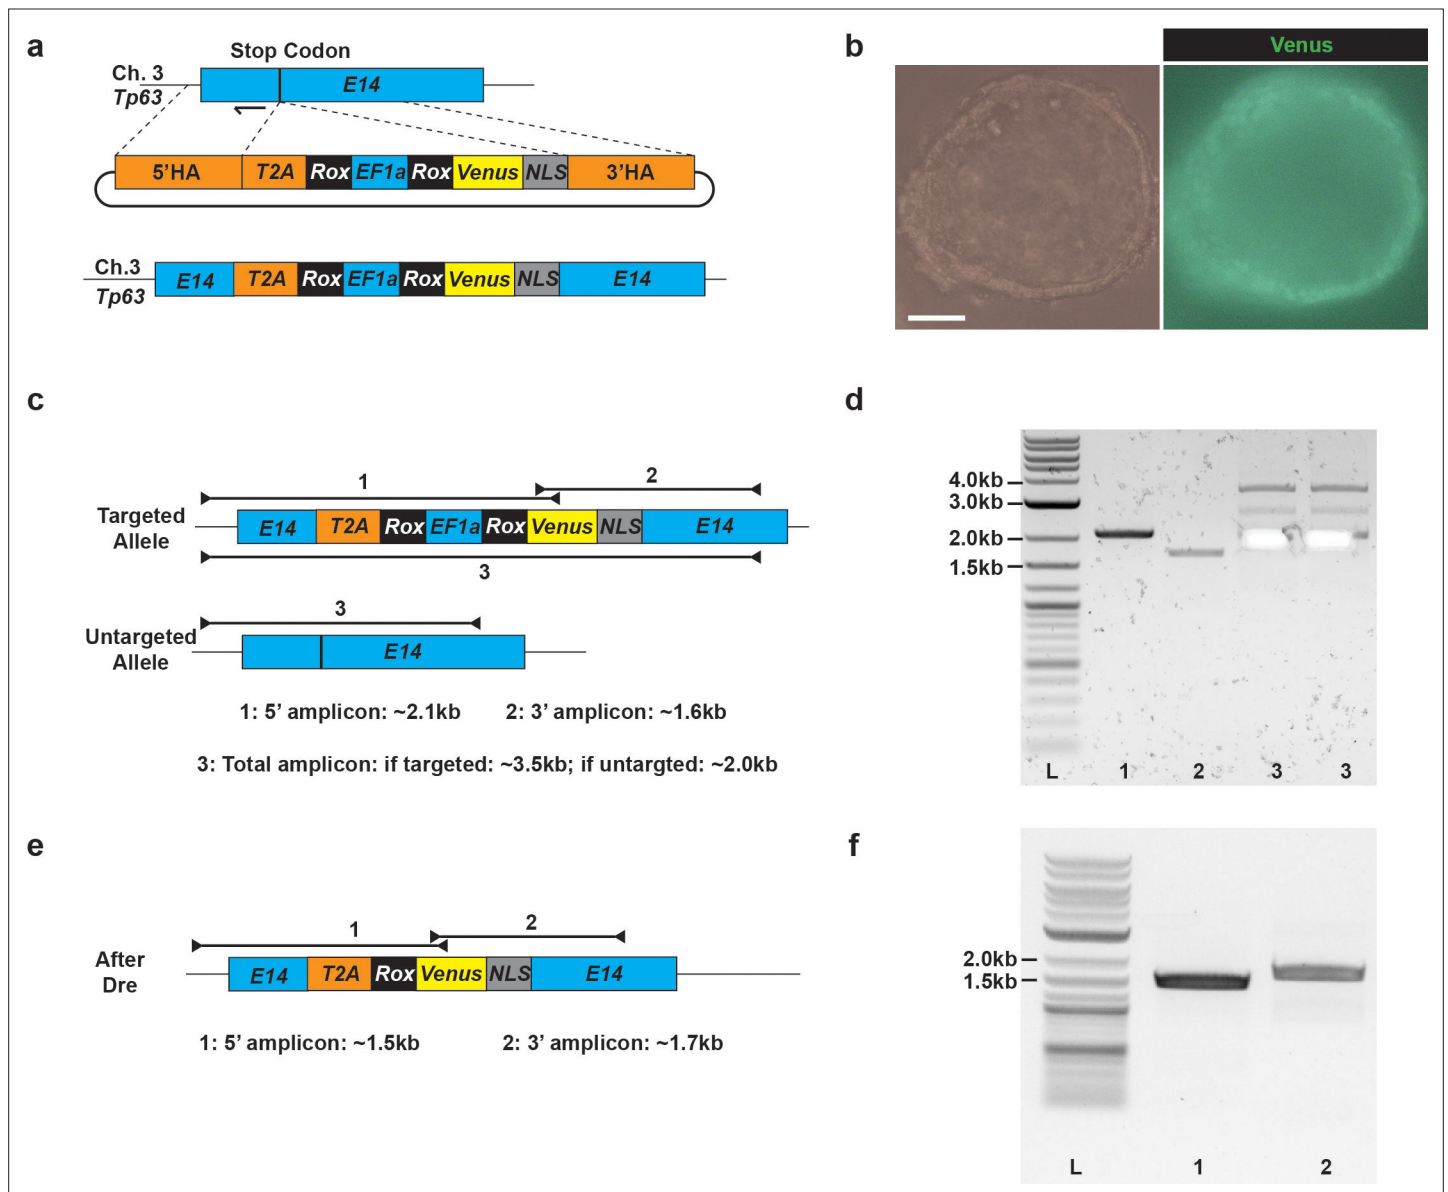 a
Stop Codon
Ch. 3
Tp63
E14
5'HA T2A Rox EF1a Rox Venus NLS 3'HA
Ch.3
Tp63
E14 T2A Rox EF1a Rox Venus NLS E14
b
Venus
c
1
2
Targeted
Allele
E14 T2A Rox EF1a Rox Venus NLS E14
3
3
Untargeted
Allele
E14
1: 5' amplicon: ~2.1kb 2: 3' amplicon: ~1.6kb
3: Total amplicon: if targeted: ~3.5kb; if untargted: ~2.0kb
d
4.0kb
3.0kb
2.0kb
1.5kb
L 1 2 3 3
e
1
2
After
Dre
E14 T2A Rox Venus NLS E14
1: 5' amplicon: ~1.5kb 2: 3' amplicon: ~1.7kb
f
2.0kb
1.5kb
L 1 2